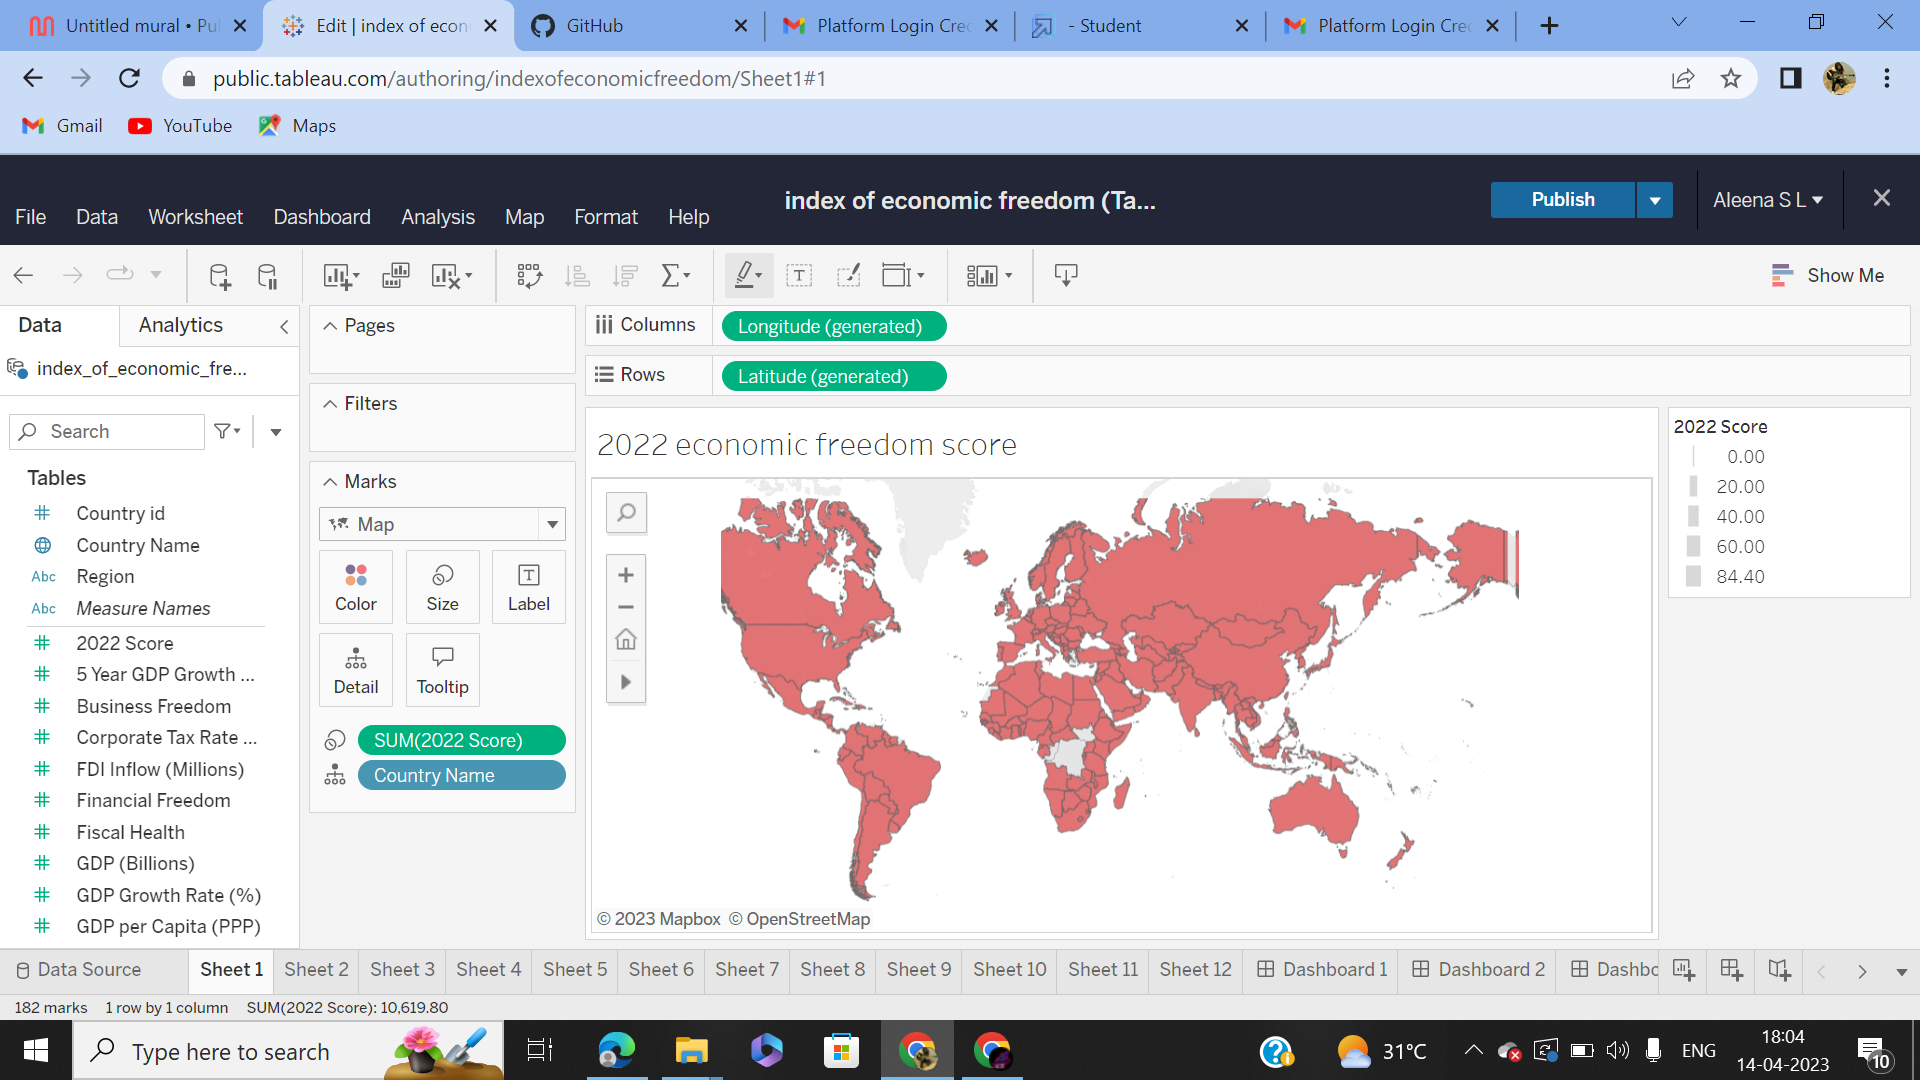 Untitled mural • Pu
Edit | index of econ
GitHub
Platform Login Cre
- Student
Platform Login Cre
public.tableau.com/authoring/indexofeconomicfreedom/Sheet1#1
Gmail
YouTube
Maps
index of economic freedom (Ta...
Publish
Aleena S L
File
Data
Worksheet
Dashboard
Analysis
Map
Format
Help
Show Me
Data
Analytics
index_of_economic_fre...
Search
Tables
Country id
Country Name
Abc Region
Abc Measure Names
2022 Score
5 Year GDP Growth ...
Business Freedom
Corporate Tax Rate ...
FDI Inflow (Millions)
Financial Freedom
Fiscal Health
GDP (Billions)
GDP Growth Rate (%)
GDP per Capita (PPP)
Pages
Filters
Marks
Map
Color
Size
Label
Detail
Tooltip
SUM(2022 Score)
Country Name
Columns
Longitude (generated)
Rows
Latitude (generated)
2022 economic freedom score
© 2023 Mapbox © OpenStreetMap
2022 Score
0.00
20.00
40.00
60.00
84.40
Data Source
Sheet 1
Sheet 2
Sheet 3
Sheet 4
Sheet 5
Sheet 6
Sheet 7
Sheet 8
Sheet 9
Sheet 10
Sheet 11
Sheet 12
Dashboard 1
Dashboard 2
Dashbo
182 marks
1 row by 1 column
SUM(2022 Score): 10,619.80
Type here to search
31°C
ENG
18:04
14-04-2023
10